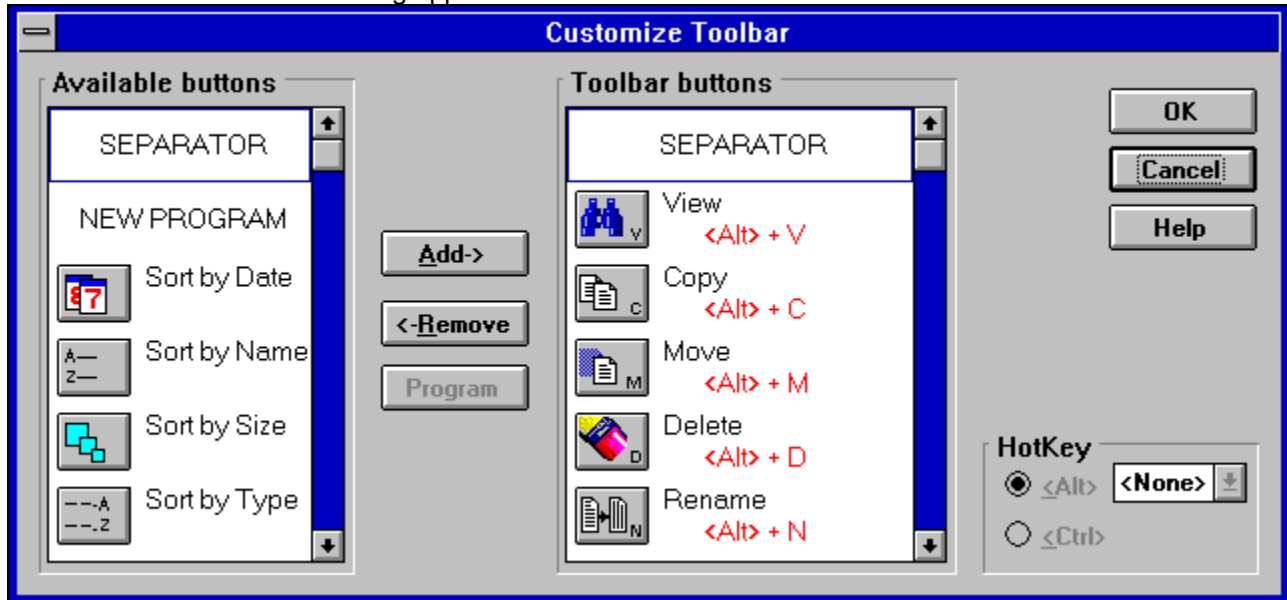 Customize Toolbar
Available buttons
SEPARATOR
NEW PROGRAM
87
Sort by Date
A—
Z—
Sort by Name
Sort by Size
---.A
---.Z
Sort by Type
Add->
<-Remove
Program
Toolbar buttons
SEPARATOR
V
View
<Alt> + V
C
Copy
<Alt> + C
M
Move
<Alt> + M
D
Delete
<Alt> + D
N
Rename
<Alt> + N
OK
Cancel
Help
HotKey
<Alt>
<None>
<Ctrl>